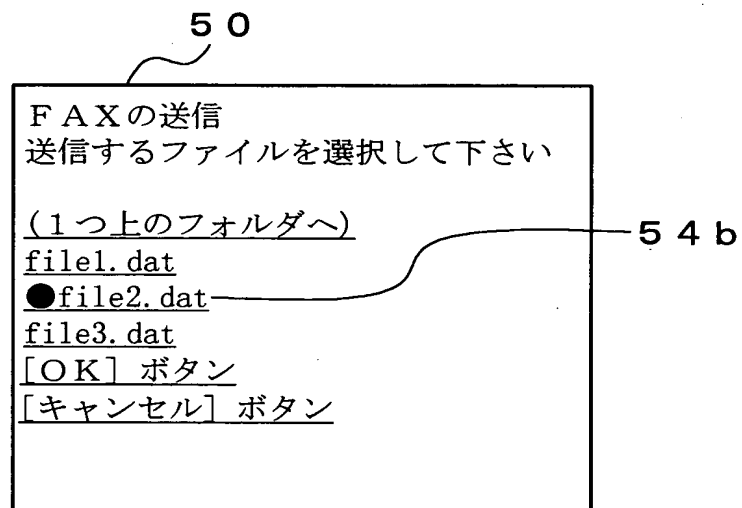 ５０
ＦＡＸの送信
送信するファイルを選択して下さい
(１つ上のフォルダへ)
file1.dat
●file2.dat
５４ｂ
file3.dat
[ＯＫ] ボタン
[キャンセル] ボタン